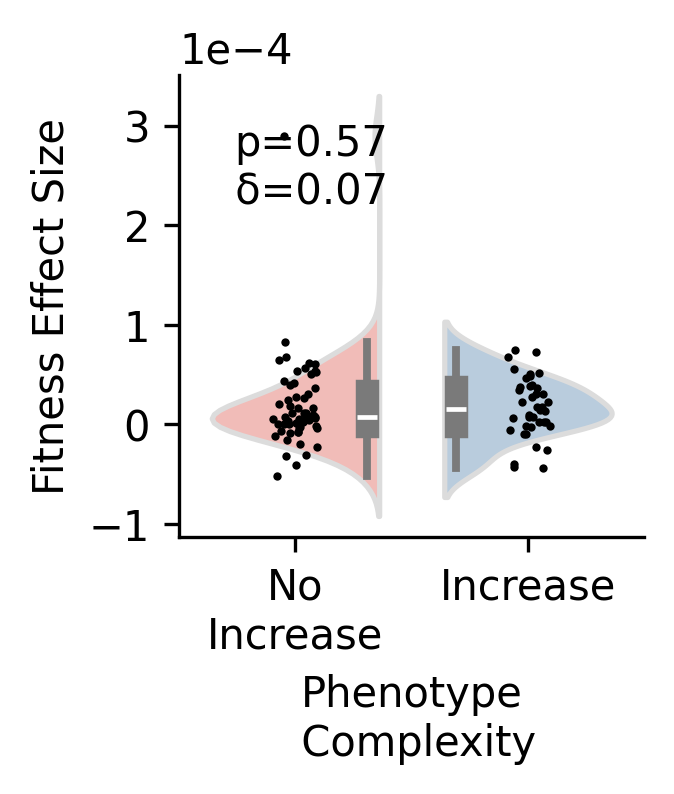 1e−4
Fitness Effect Size
3
2
1
0
−1
p=0.57
δ=0.07
No
Increase
Increase
Phenotype
Complexity